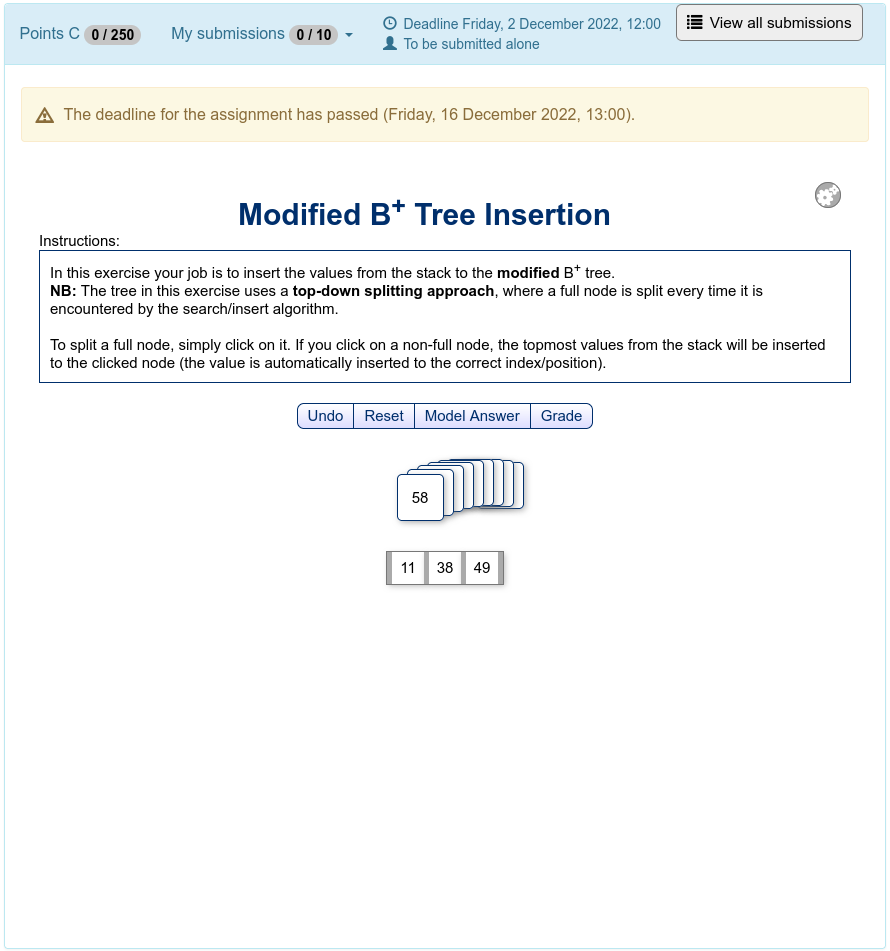 Points C 0 / 250 My submissions 0 / 10 Deadline Friday, 2 December 2022, 12:00 View all submissions
To be submitted alone
The deadline for the assignment has passed (Friday, 16 December 2022, 13:00).
Modified B+ Tree Insertion
Instructions:
In this exercise your job is to insert the values from the stack to the modified B+ tree.
NB: The tree in this exercise uses a top-down splitting approach, where a full node is split every time it is
encountered by the search/insert algorithm.
To split a full node, simply click on it. If you click on a non-full node, the topmost values from the stack will be inserted
to the clicked node (the value is automatically inserted to the correct index/position).
Undo Reset Model Answer Grade
58
11 38 49